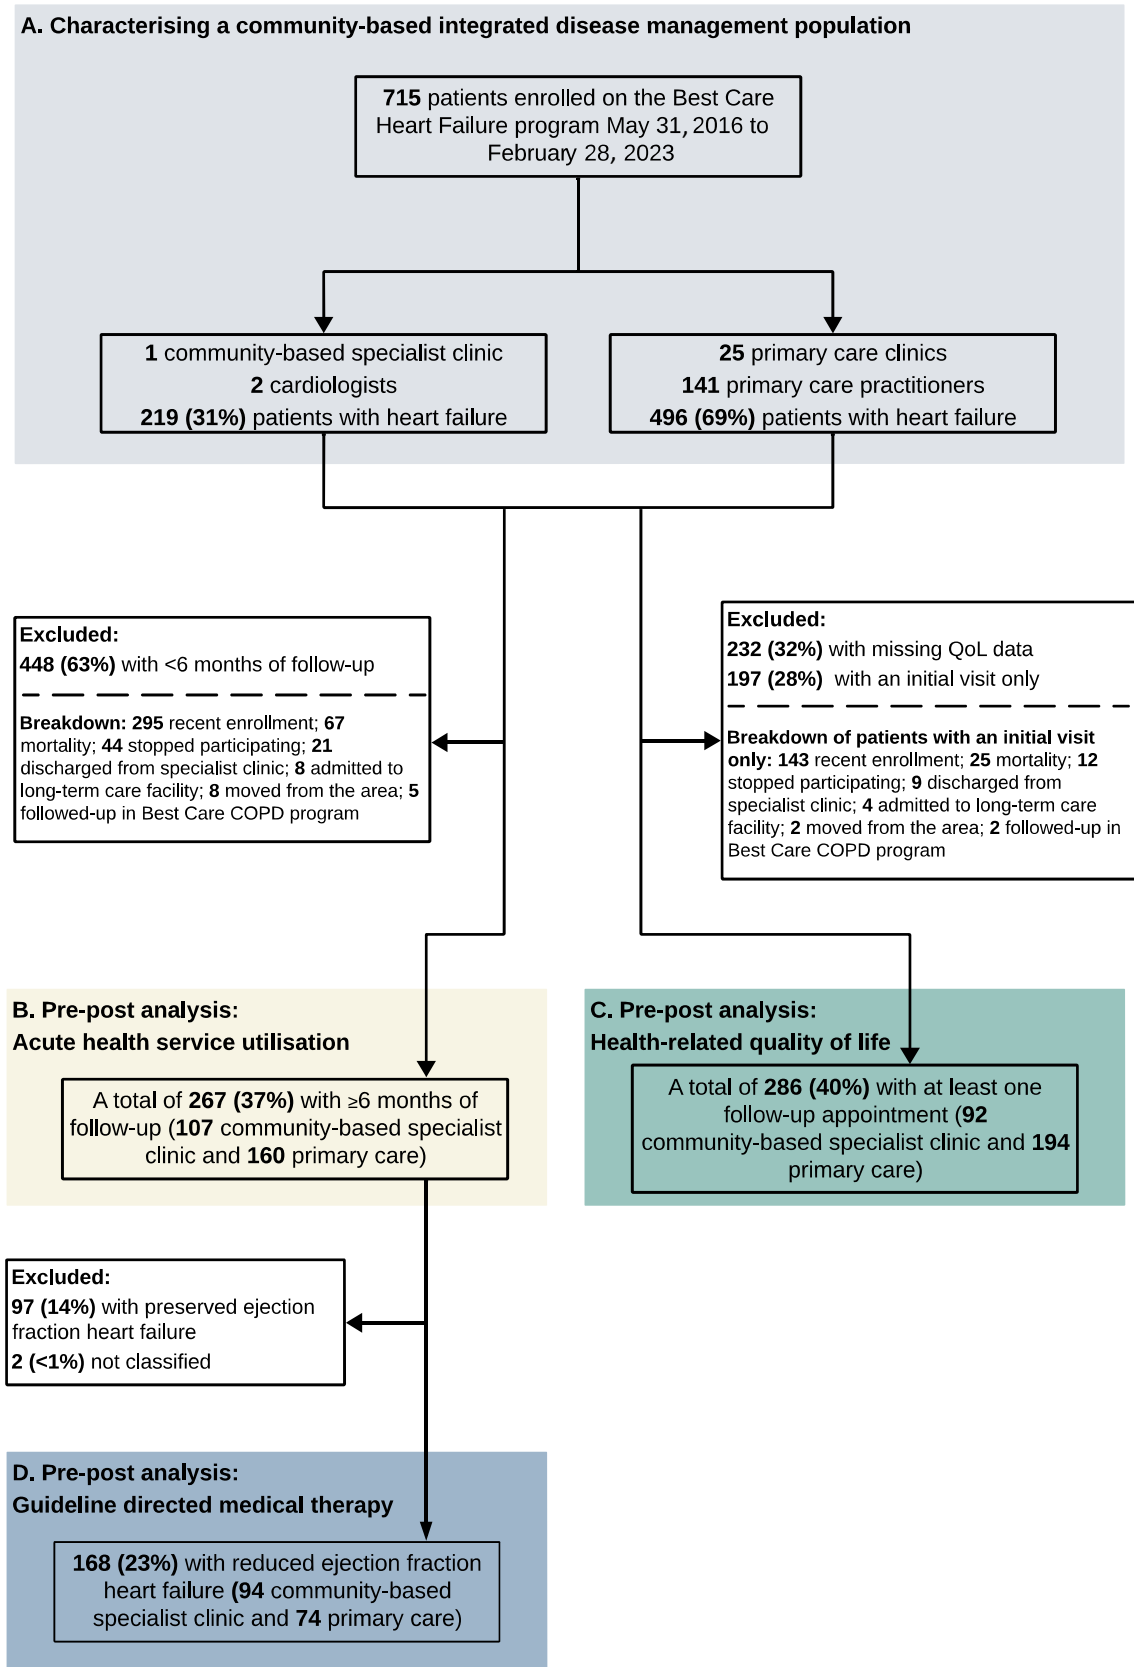 A. Characterising a community-based integrated disease management population
715 patients enrolled on the Best Care
Heart Failure program May 31, 2016 to
February 28, 2023
1 community-based specialist clinic
2 cardiologists
219 (31%) patients with heart failure
25 primary care clinics
141 primary care practitioners
496 (69%) patients with heart failure
Excluded:
448 (63%) with <6 months of follow-up
Breakdown: 295 recent enrollment; 67
mortality; 44 stopped participating; 21
discharged from specialist clinic; 8 admitted to
long-term care facility; 8 moved from the area; 5
followed-up in Best Care COPD program
Excluded:
232 (32%) with missing QoL data
197 (28%) with an initial visit only
Breakdown of patients with an initial visit
only: 143 recent enrollment; 25 mortality; 12
stopped participating; 9 discharged from
specialist clinic; 4 admitted to long-term care
facility; 2 moved from the area; 2 followed-up in
Best Care COPD program
B. Pre-post analysis:
Acute health service utilisation
A total of 267 (37%) with ≥6 months of
follow-up (107 community-based specialist
clinic and 160 primary care)
C. Pre-post analysis:
Health-related quality of life
A total of 286 (40%) with at least one
follow-up appointment (92
community-based specialist clinic and 194
primary care)
Excluded:
97 (14%) with preserved ejection
fraction heart failure
2 (<1%) not classified
D. Pre-post analysis:
Guideline directed medical therapy
168 (23%) with reduced ejection fraction
heart failure (94 community-based
specialist clinic and 74 primary care)